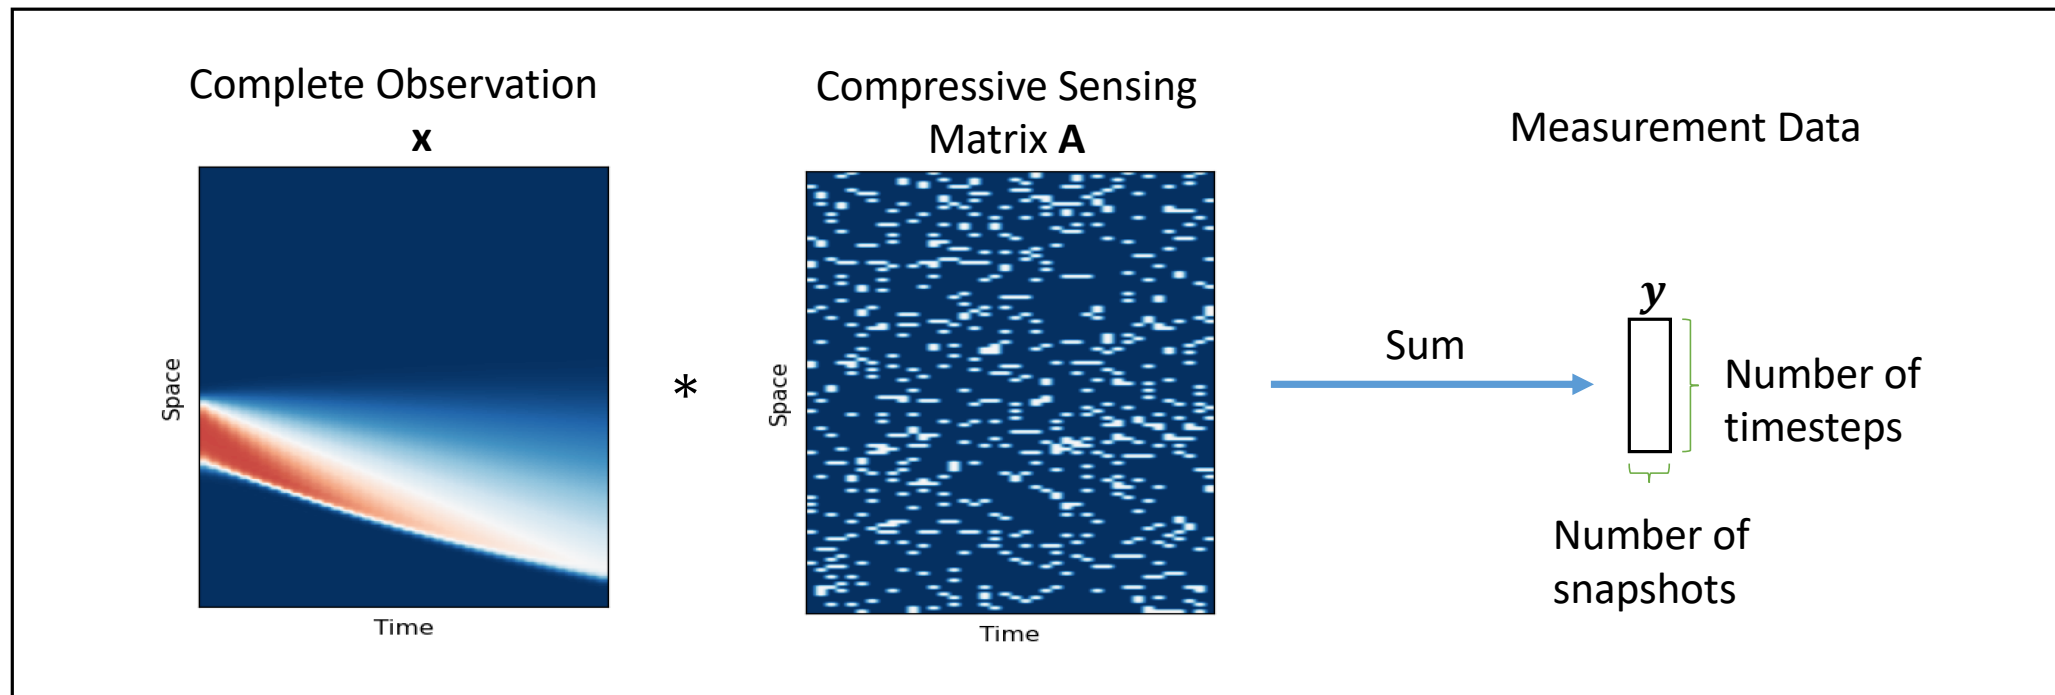 Complete Observation
x
Space
Time
*
Compressive Sensing
Matrix A
Space
Time
Sum
Measurement Data
y
Number of
timesteps
Number of
snapshots